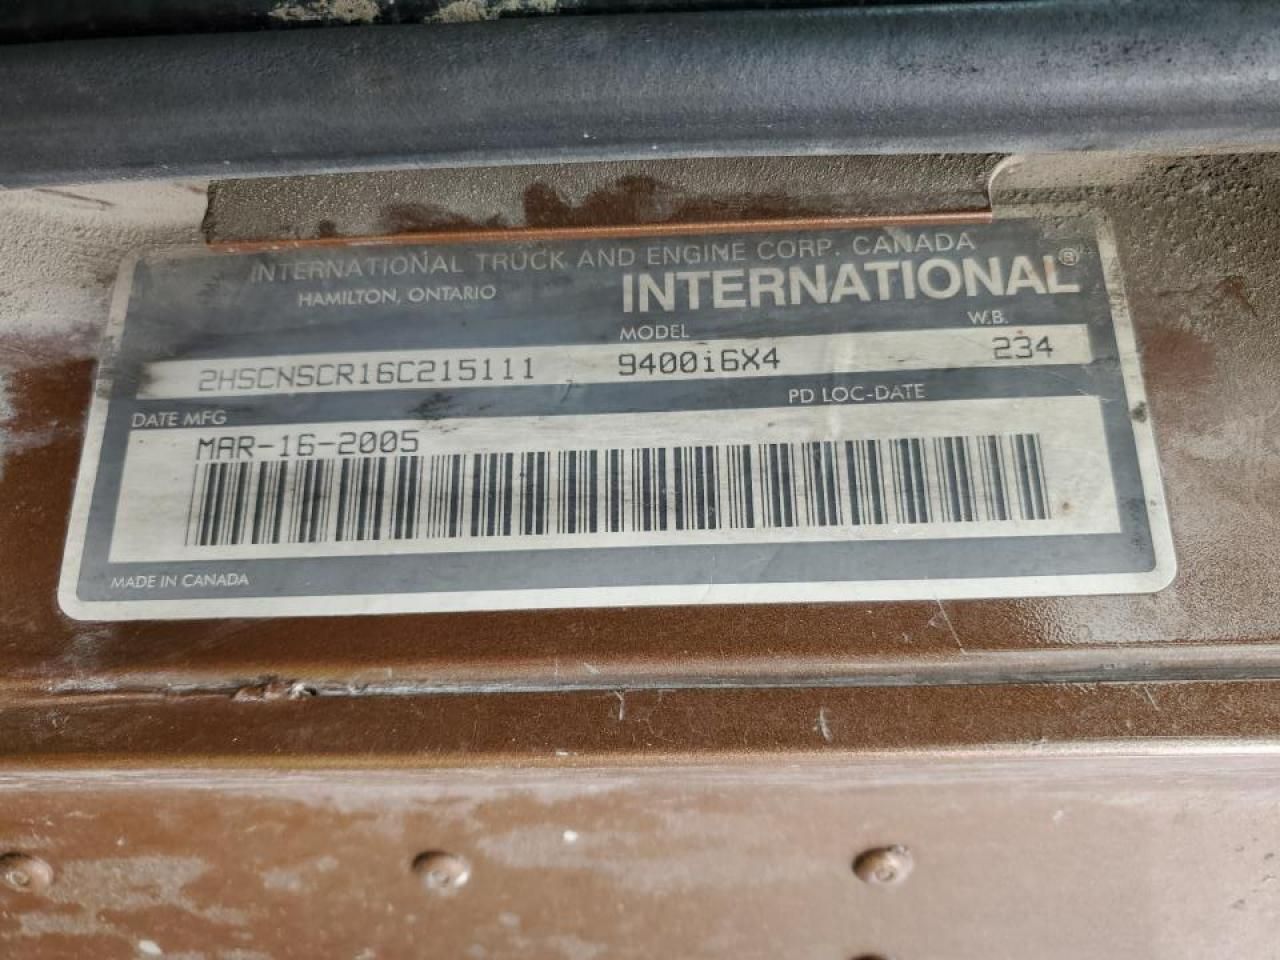 INTERNATIONAL TRUCK AND ENGINE CORP. CANADA
HAMILTON, ONTARIO
INTERNATIONAL®
MODEL
W.B.
2HSCNSCR16C215111
9400i6X4
234
DATE MFG
PD LOC-DATE
MAR-16-2005
MADE IN CANADA